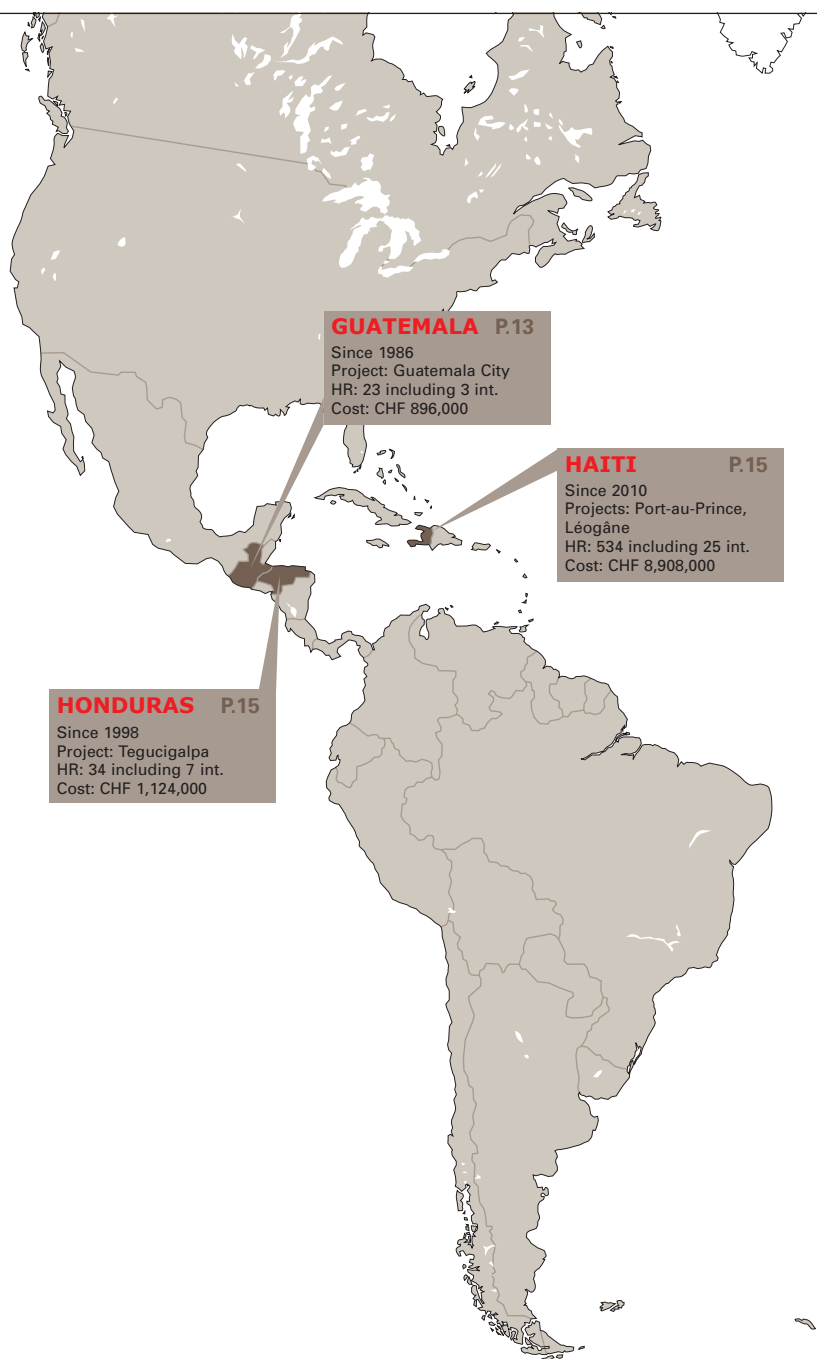 GUATEMALA P.13
Since 1986
Project: Guatemala City
HR: 23 including 3 int.
Cost: CHF 896,000
HAITI P.15
Since 2010
Projects: Port-au-Prince,
Léogâne
HR: 534 including 25 int.
Cost: CHF 8,908,000
HONDURAS P.15
Since 1998
Project: Tegucigalpa
HR: 34 including 7 int.
Cost: CHF 1,124,000